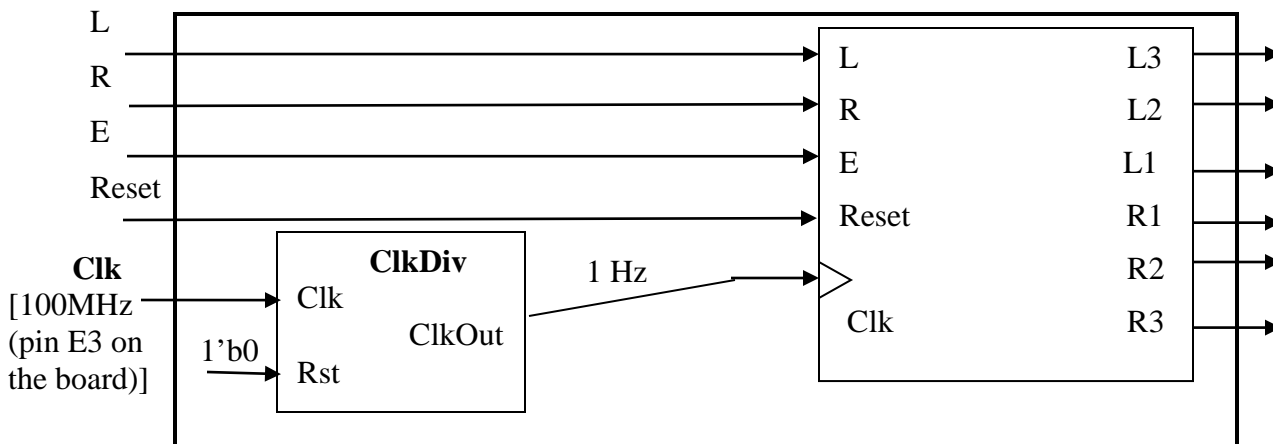 L
R
E
Reset
Clk
[100MHz
(pin E3 on
the board)]
1’b0
ClkDiv
Clk
ClkOut
Rst
1 Hz
L
R
E
Reset
Clk
L3
L2
L1
R1
R2
R3